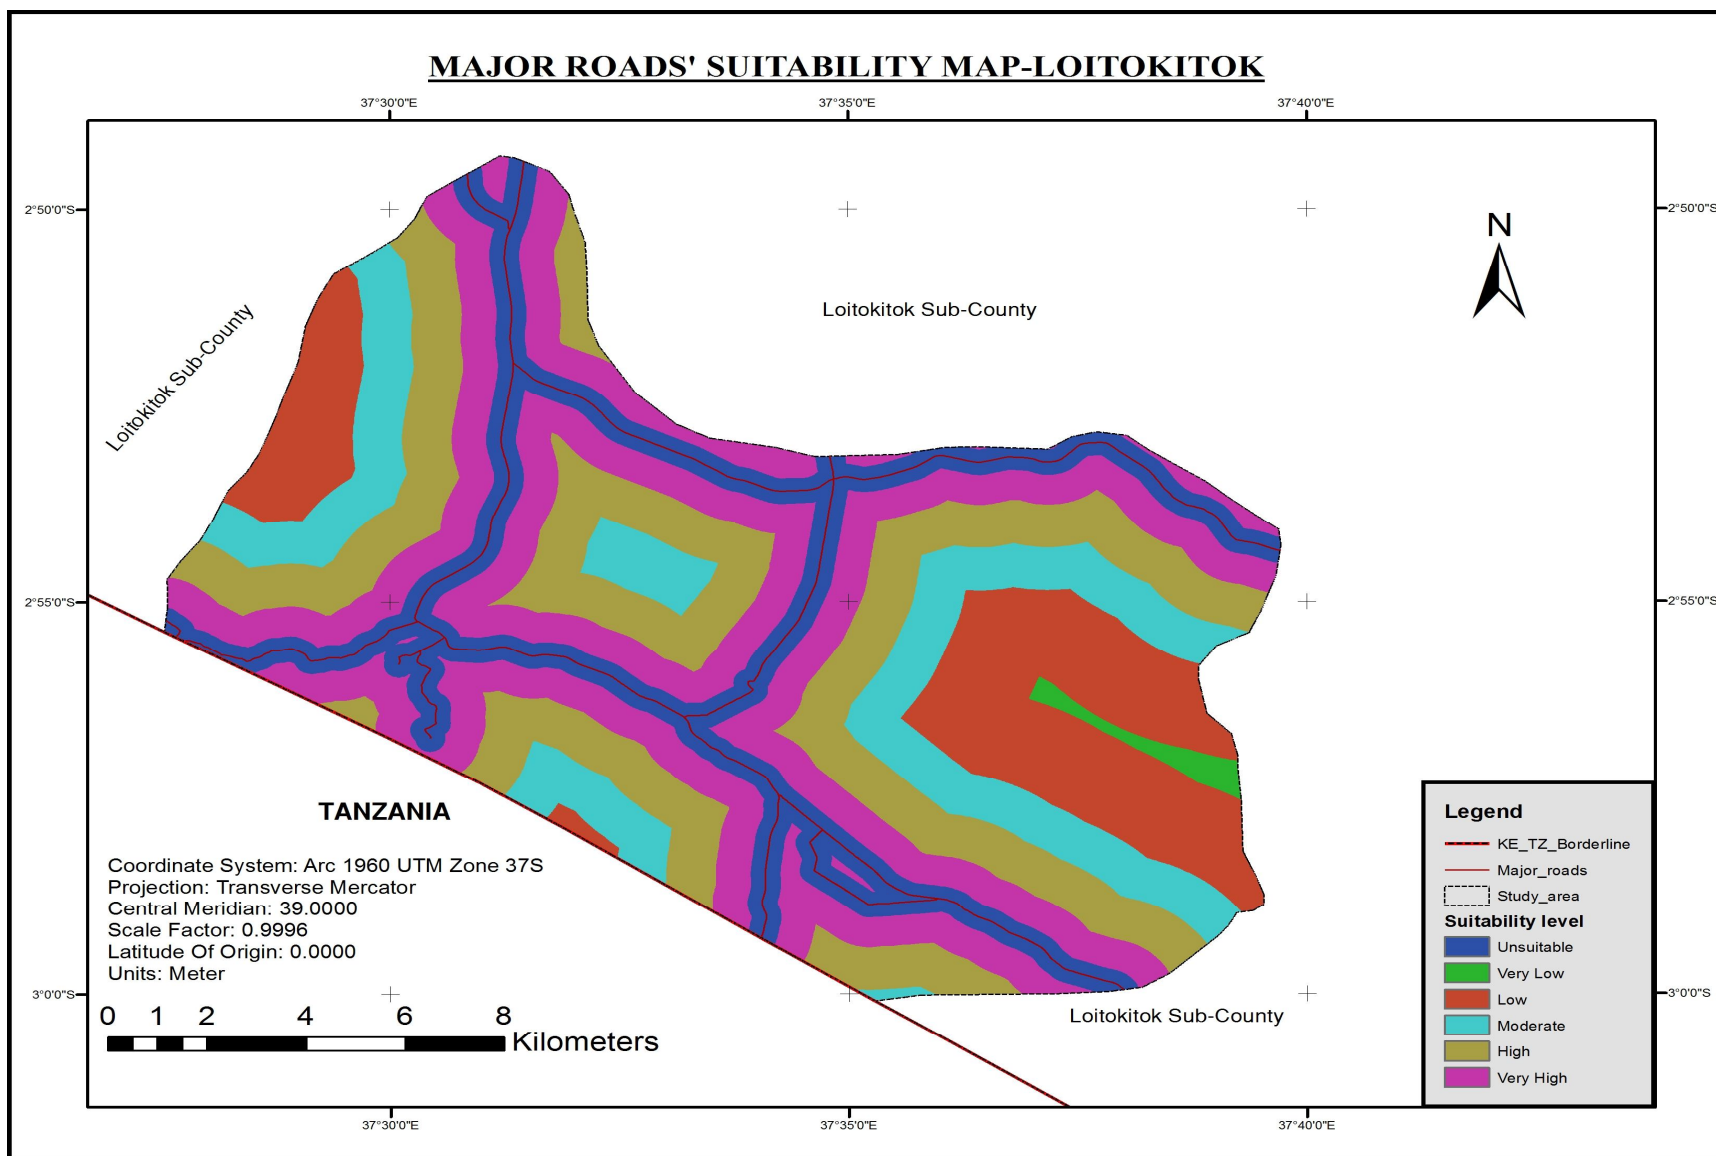 MAJOR ROADS' SUITABILITY MAP-LOITOKITOK
37°30'0"E
37°35'0"E
37°40'0"E
2°50'0"S
2°50'0"S
N
Loitokitok Sub-County
Loitokitok Sub-County
2°55'0"S
2°55'0"S
TANZANIA
Coordinate System: Arc 1960 UTM Zone 37S
Projection: Transverse Mercator
Central Meridian: 39.0000
Scale Factor: 0.9996
Latitude Of Origin: 0.0000
Units: Meter
3°0'0"S
3°0'0"S
0 1 2 4 6 8
Kilometers
Loitokitok Sub-County
Legend
KE_TZ_Borderline
Major_roads
Study_area
Suitability level
Unsuitable
Very Low
Low
Moderate
High
Very High
37°30'0"E
37°35'0"E
37°40'0"E